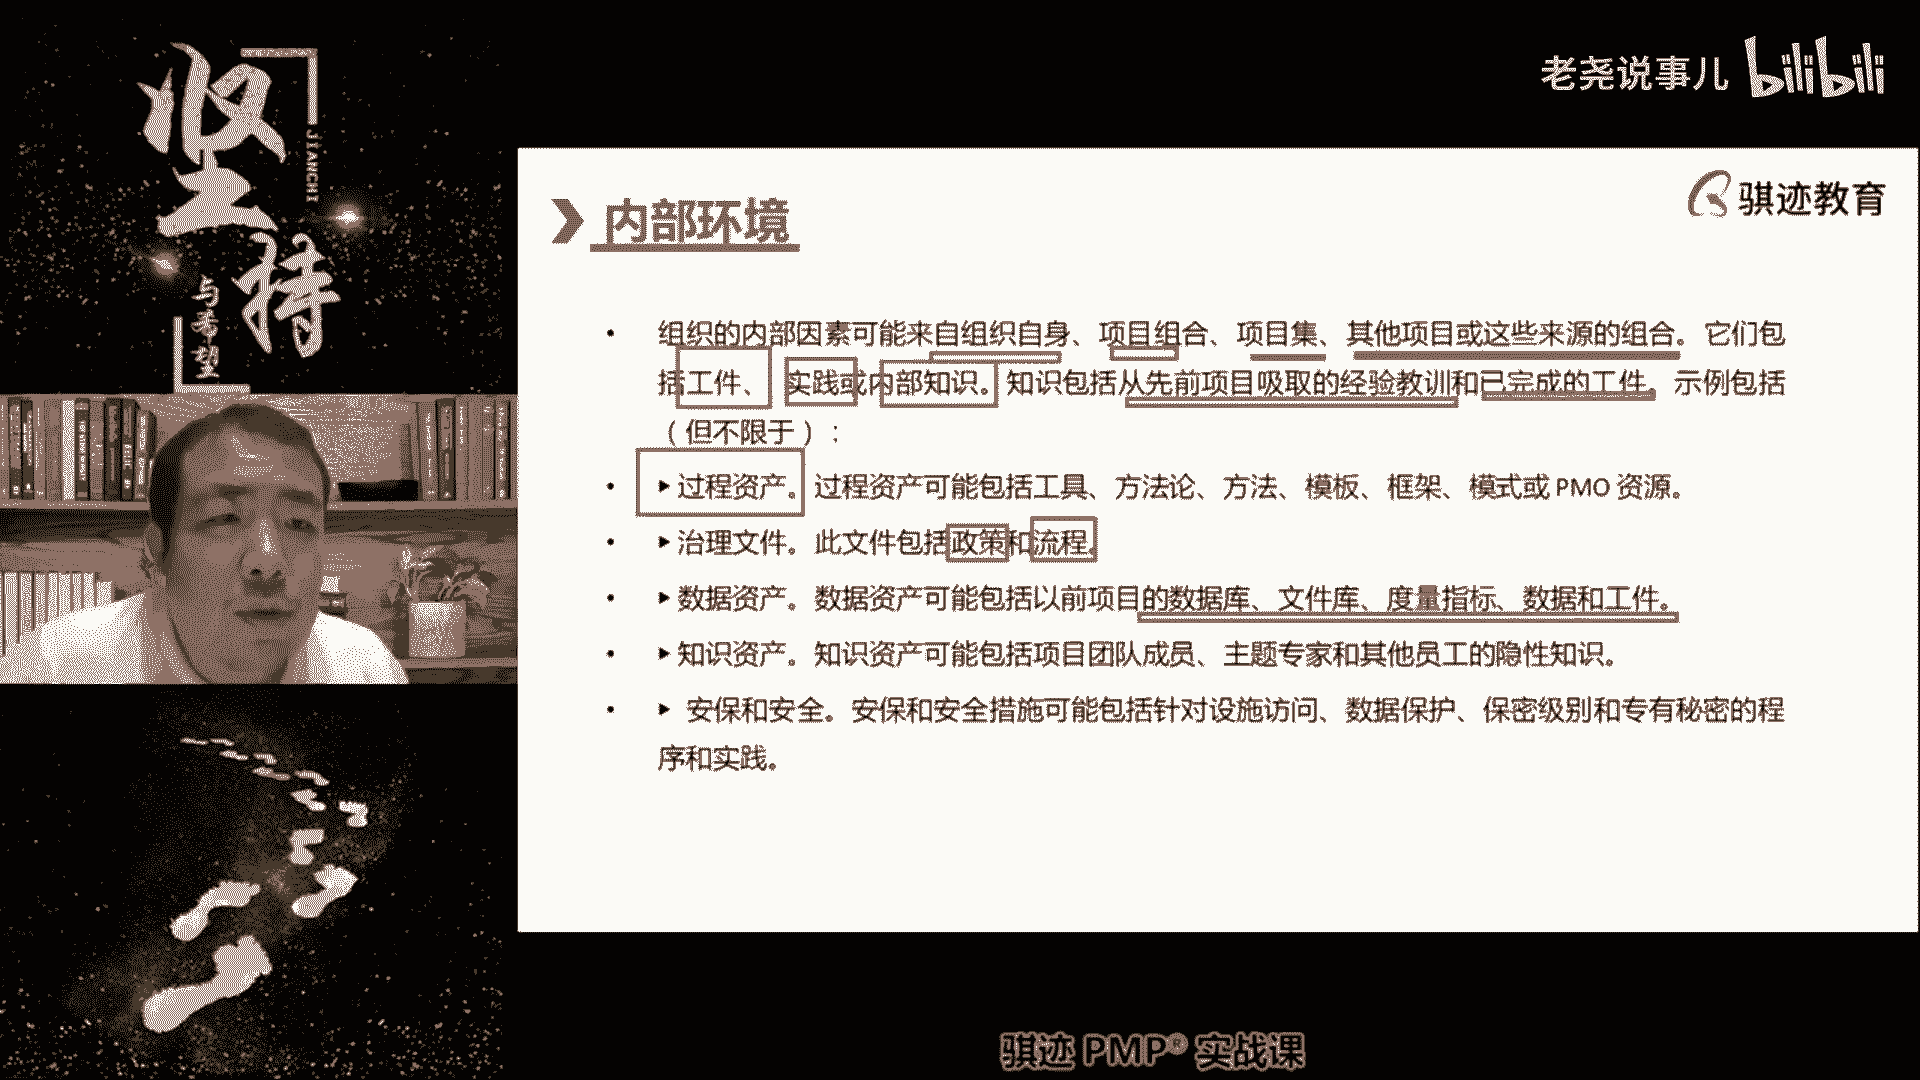 坚持
JIANCHI
与希望
老尧说事儿 bilibili
骐迹教育
内部环境
• 组织的内部因素可能来自组织自身、项目组合、项目集、其他项目或这些来源的组合。它们包
括工件、实践或内部知识。知识包括从先前项目吸取的经验教训和已完成的工件。示例包括
（但不限于）：
• ▶过程资产。过程资产可能包括工具、方法论、方法、模板、框架、模式或 PMO 资源。
• ▶治理文件。此文件包括政策和流程。
• ▶数据资产。数据资产可能包括以前项目的数据库、文件库、度量指标、数据和工件。
• ▶知识资产。知识资产可能包括项目团队成员、主题专家和其他员工的隐性知识。
• ▶ 安保和安全。安保和安全措施可能包括针对设施访问、数据保护、保密级别和专有秘密的程
序和实践。
骐迹 PMP® 实战课